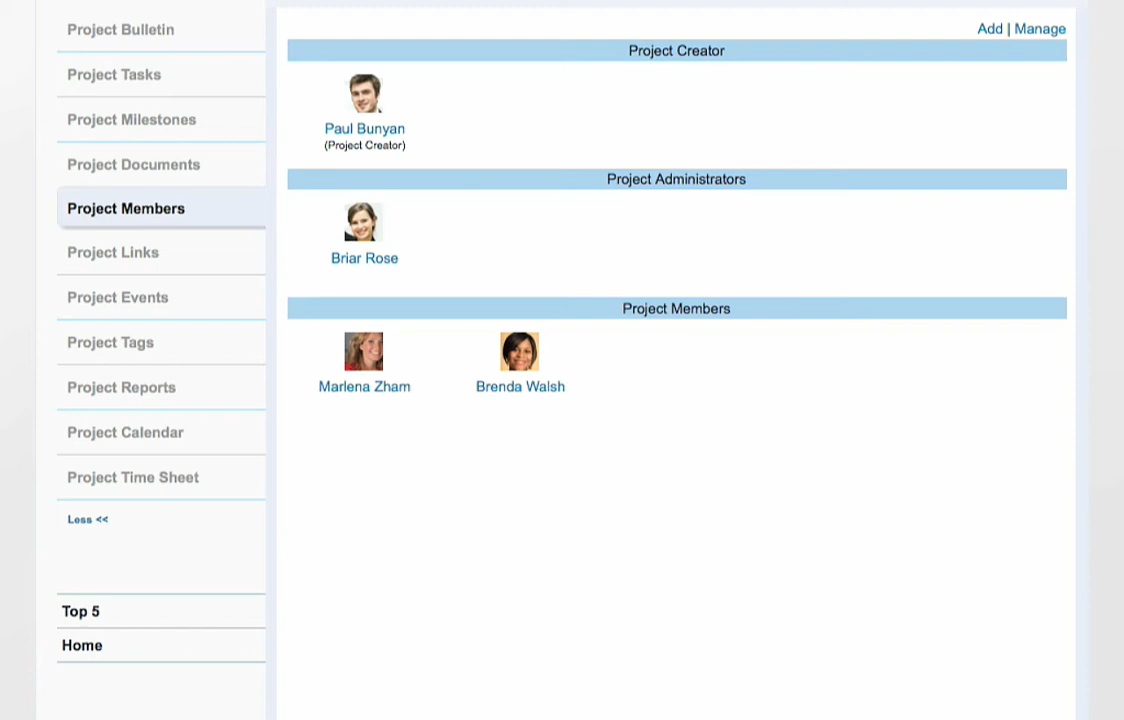 Project Bulletin
Project Tasks
Project Milestones
Project Documents
Project Members
Project Links
Project Events
Project Tags
Project Reports
Project Calendar
Project Time Sheet
Less <<
Top 5
Home
Add | Manage
Project Creator
Paul Bunyan
(Project Creator)
Project Administrators
Briar Rose
Project Members
Marlena Zham
Brenda Walsh